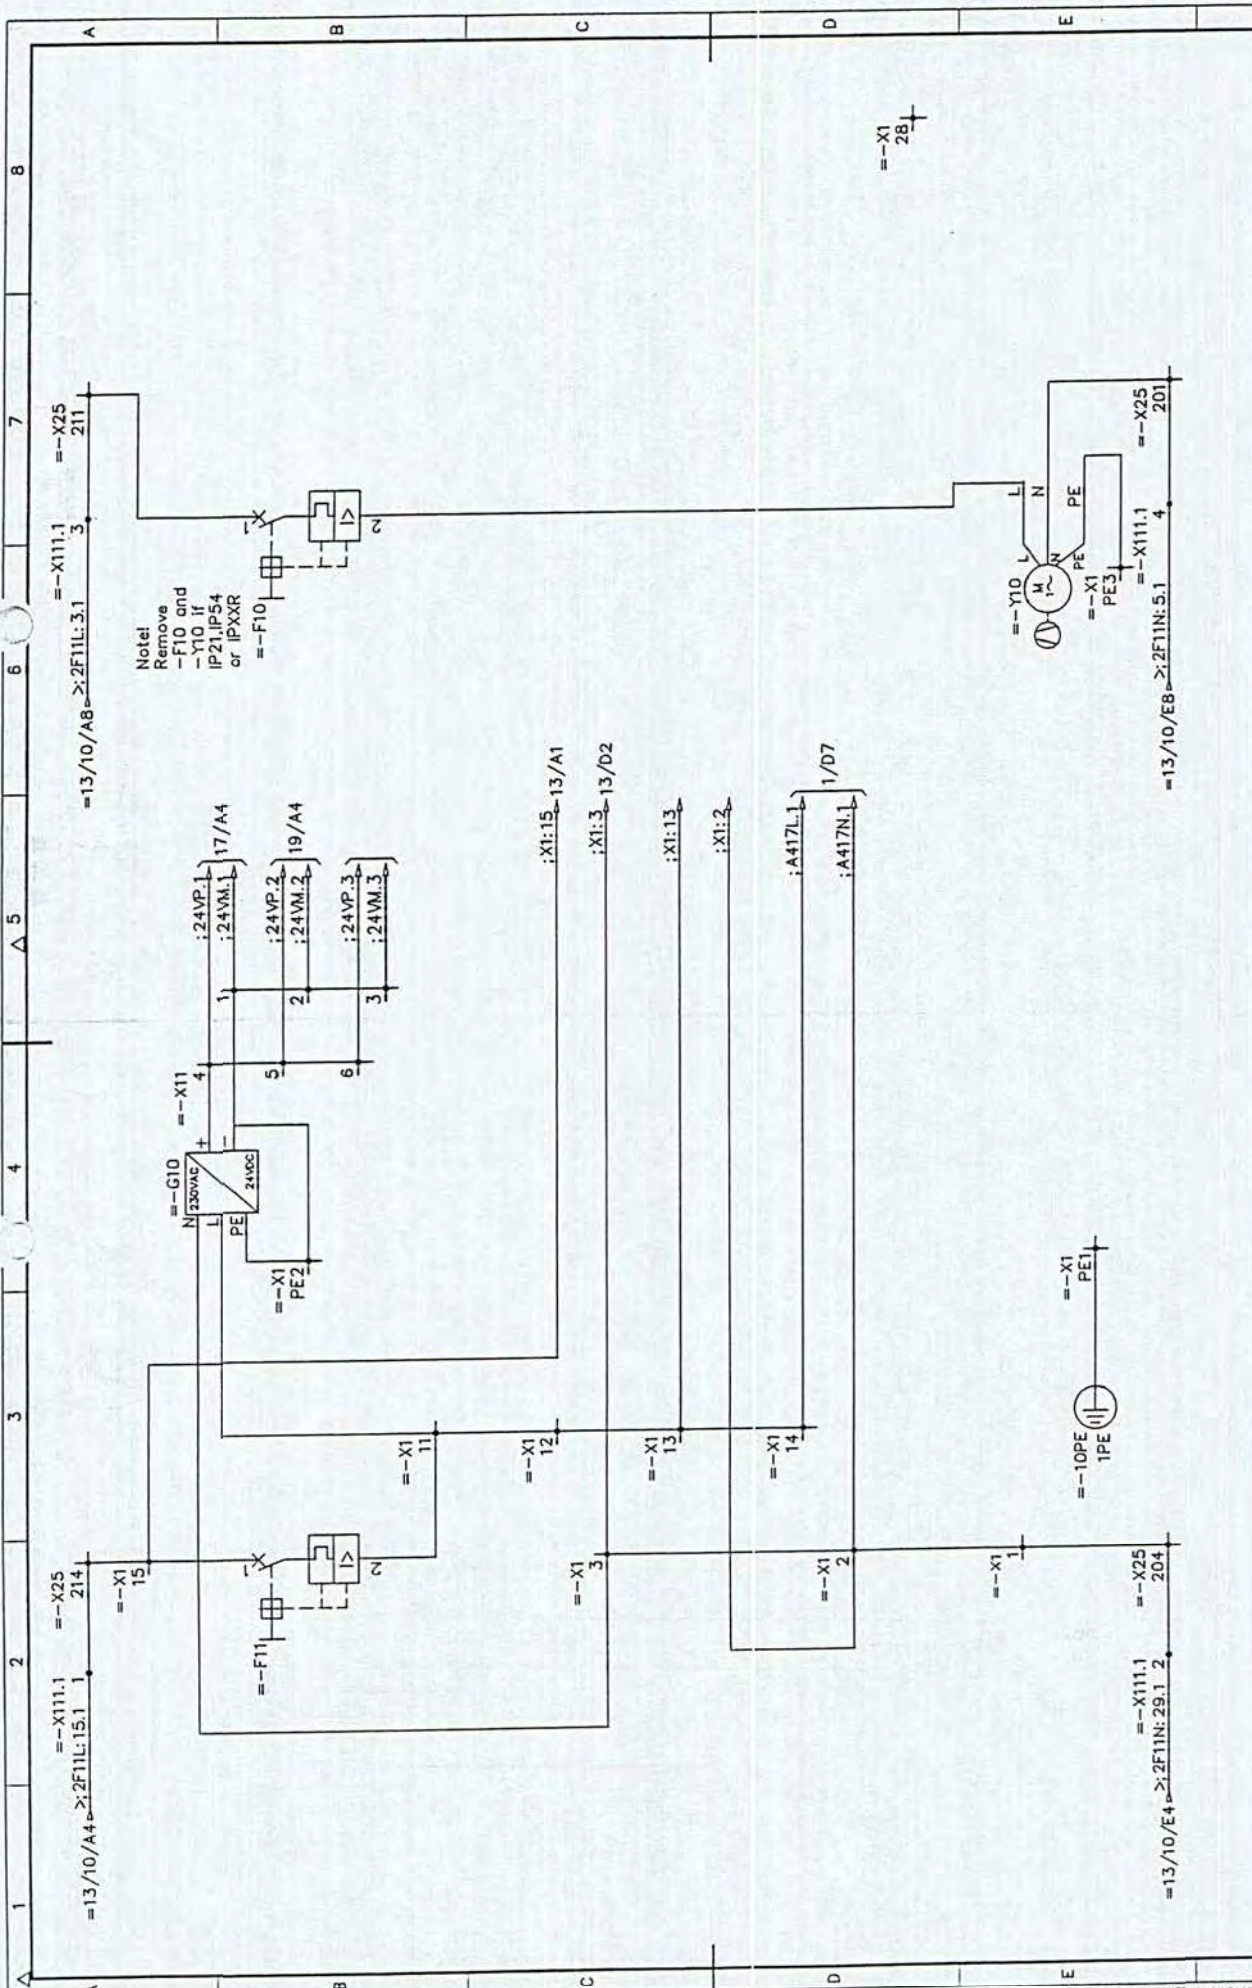 1
2
3
4
5
6
7
8
A
B
C
D
E
=13/10/A4
>;2F11L:15.1
=-X111.1
1
=-X25
214
=-X1
15
=-F11
1
2
=-X1
11
=-X1
12
=-X1
13
=-X1
14
=-X1
3
=-X1
2
=-X1
1
=-X25
204
=-X111.1
2
=13/10/E4
>;2F11N:29.1
=-10PE
1PE
=-X1
PE1
=-G10
230VAC
24VDC
N
L
PE
+
-
=-X1
PE2
=-X11
4
5
6
1
2
3
:24VP.1
:24VM.1
17/A4
:24VP.2
:24VM.2
19/A4
:24VP.3
:24VM.3
:X1:15
13/A1
:X1:3
13/D2
:X1:13
:X1:2
:A417L.1
:A417N.1
1/D7
=13/10/A8
>;2F11L:3.1
=-X111.1
3
=-X25
211
Note!
Remove
-F10 and
-Y10 if
IP21,IP54
or IPXXR
=-F10
1
2
=-Y10
M
1~
L
N
PE
L
N
PE
=-X1
PE3
=-X111.1
4
=-X25
201
=13/10/E8
>;2F11N:5.1
=-X1
28
B
C
D
E